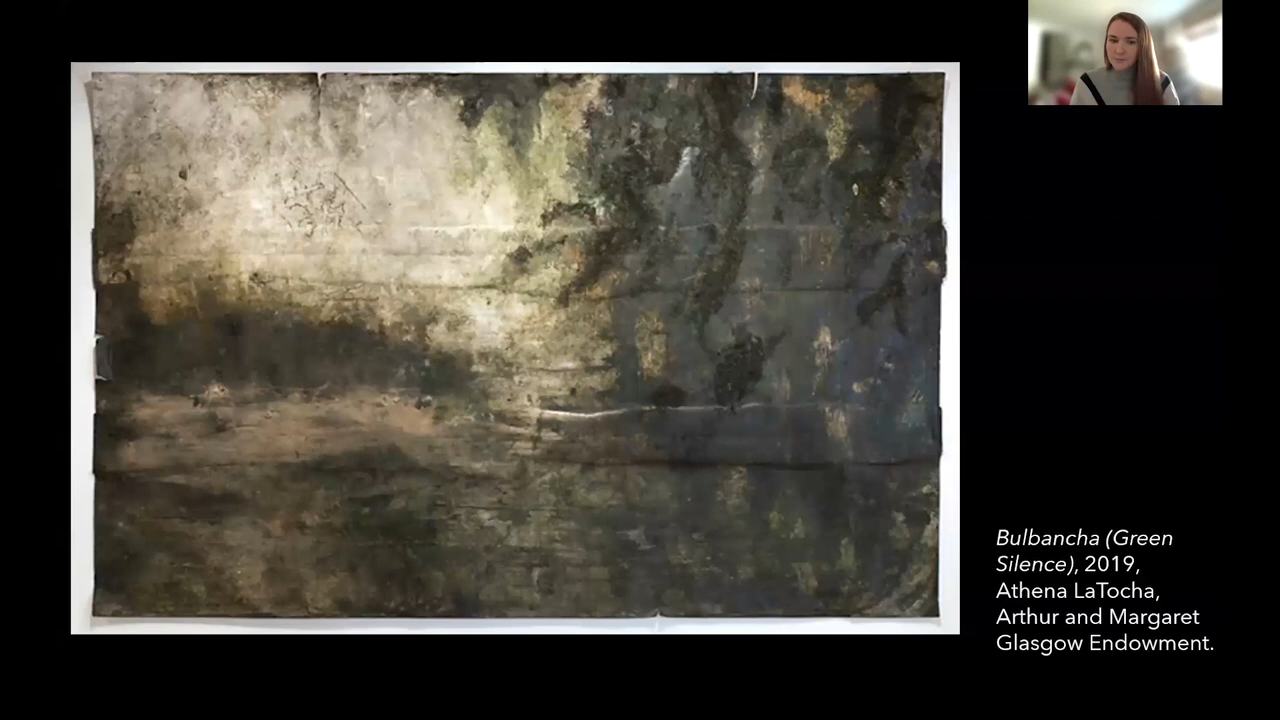 Bulbancha (Green
Silence), 2019,
Athena LaTocha,
Arthur and Margaret
Glasgow Endowment.